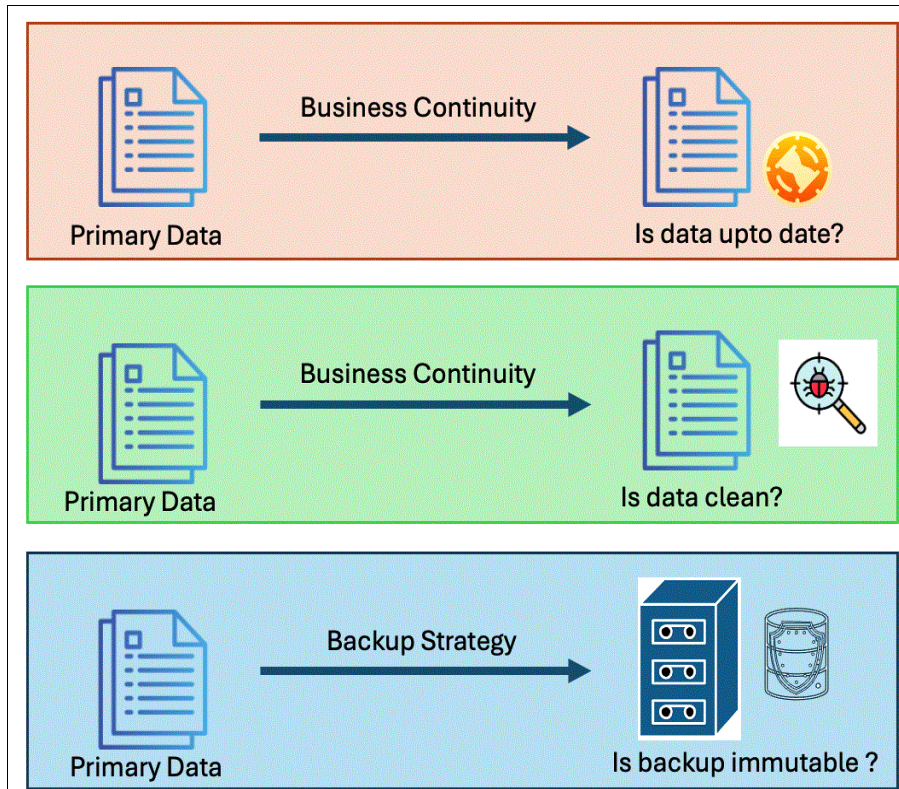 Business Continuity
Primary Data
Is data upto date?
Business Continuity
Primary Data
Is data clean?
Backup Strategy
Primary Data
Is backup immutable ?